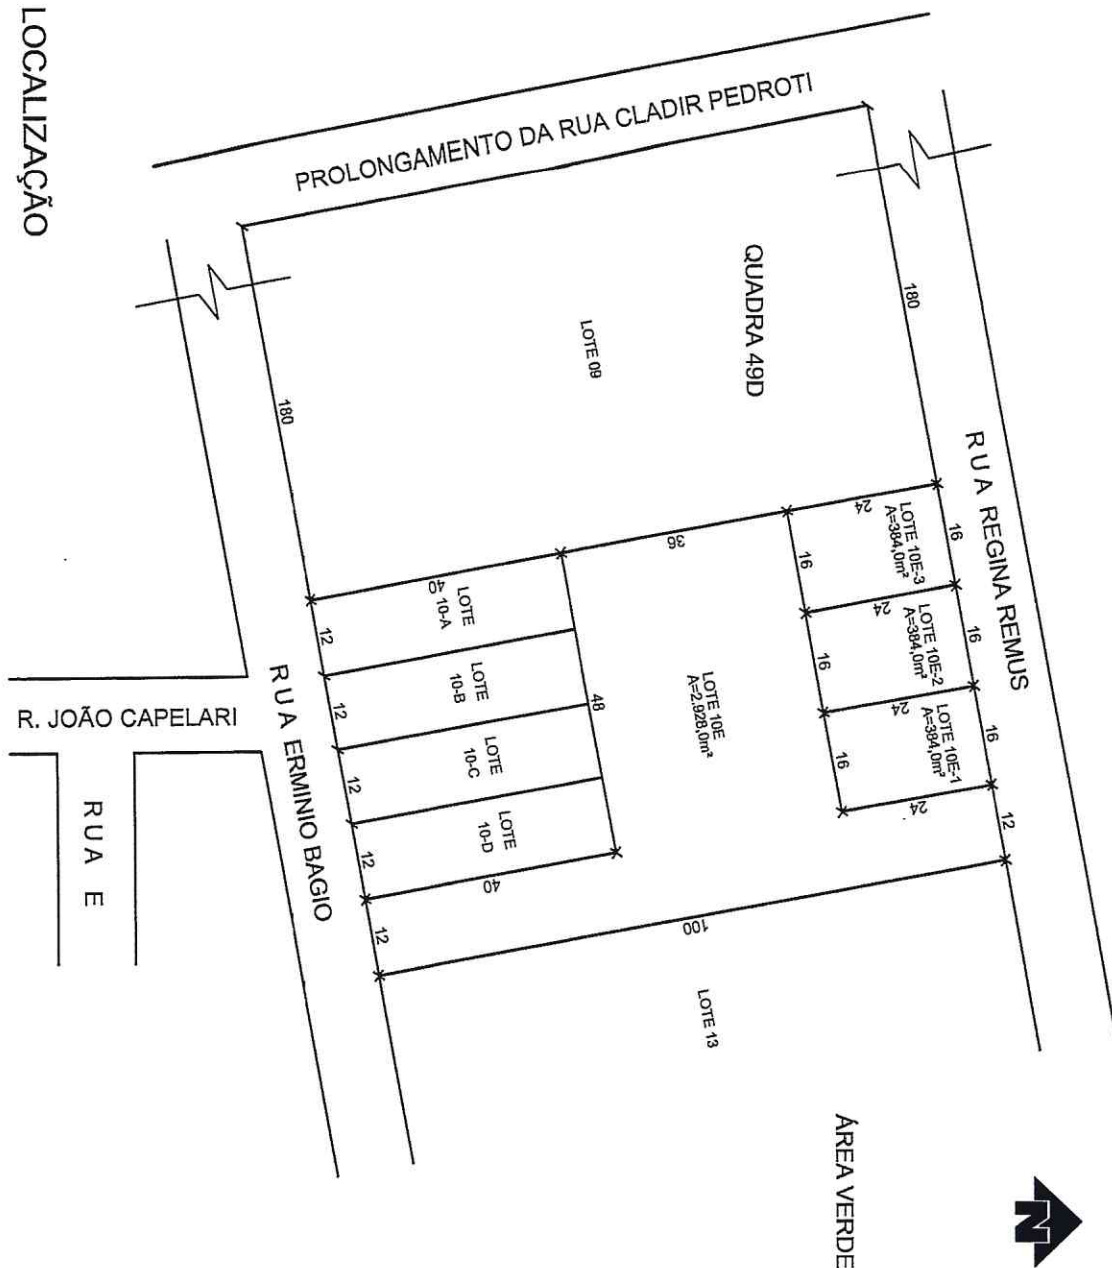 LOCALIZAÇÃO
PROLONGAMENTO DA RUA CLADIR PEDROTI
QUADRA 49D
LOTE 09
180
180
RUA REGINA REMUS
24
LOTE 10E-3
A=384,0m²
16
16
24
LOTE 10E-2
A=384,0m²
16
16
24
LOTE 10E-1
A=384,0m²
16
16
24
12
36
LOTE 10E
A=2.928,0m²
48
40
LOTE
10-A
12
LOTE
10-B
12
LOTE
10-C
12
LOTE
10-D
12
40
12
100
LOTE 13
RUA ERMINIO BAGIO
R. JOÃO CAPELARI
RUA E
ÁREA VERDE
N